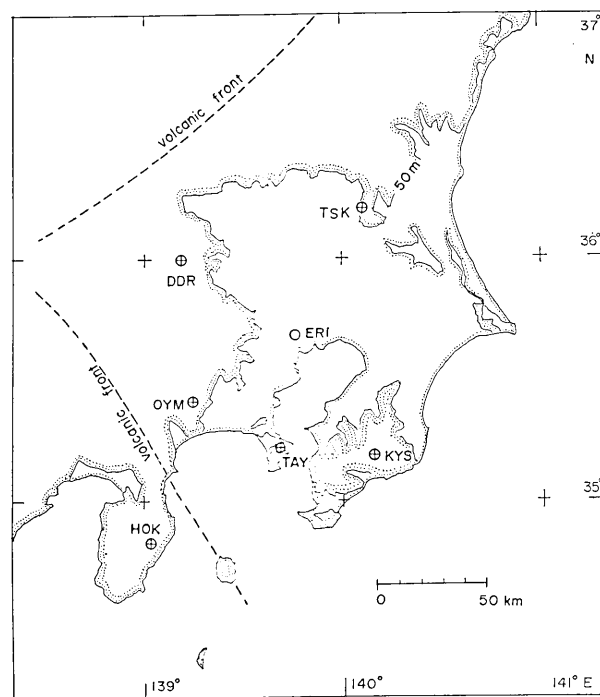 37°
N
volcanic front
50m
TSK
36°
DDR
ERI
volcanic front
OYM
TAY
KYS
35°
HOK
0 50 km
139° 140° 141° E